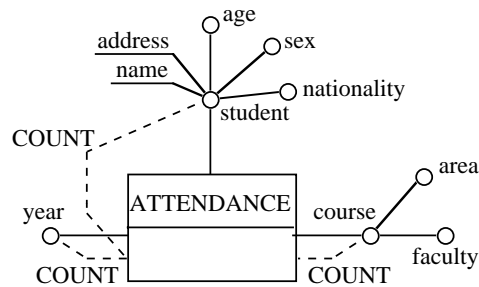 age
address
sex
name
nationality
student
COUNT
area
ATTENDANCE
year
course
faculty
COUNT
COUNT